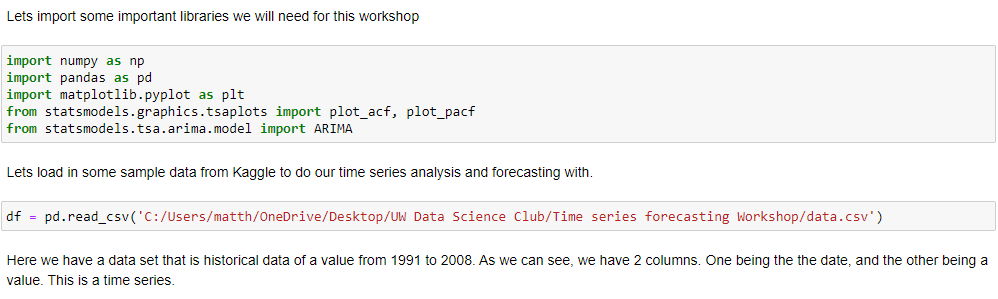 Lets import some important libraries we will need for this workshop
import numpy as np
import pandas as pd
import matplotlib.pyplot as plt
from statsmodels.graphics.tsaplots import plot_acf, plot_pacf
from statsmodels.tsa.arima.model import ARIMA
Lets load in some sample data from Kaggle to do our time series analysis and forecasting with.
df = pd.read_csv('C:/Users/matth/OneDrive/Desktop/UW Data Science Club/Time series forecasting Workshop/data.csv')
Here we have a data set that is historical data of a value from 1991 to 2008. As we can see, we have 2 columns. One being the the date, and the other being a
value. This is a time series.